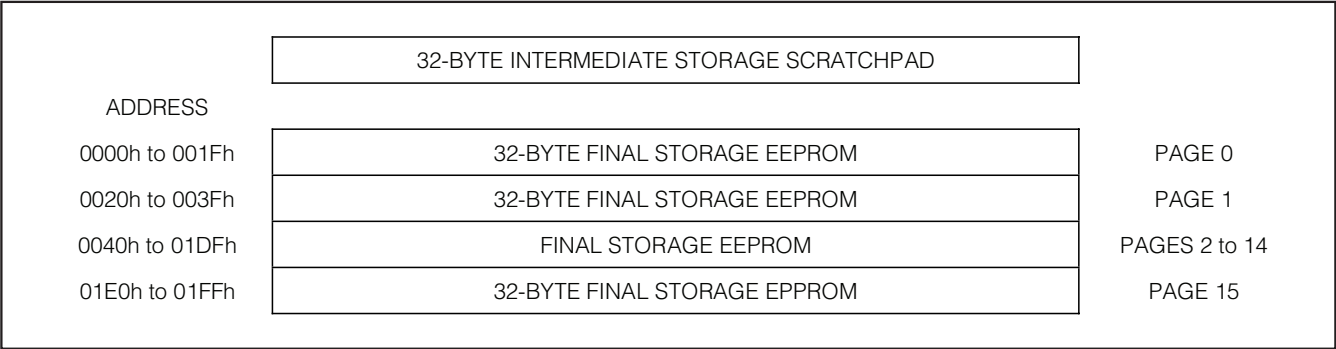 32-BYTE INTERMEDIATE STORAGE SCRATCHPAD
ADDRESS
0000h to 001Fh 32-BYTE FINAL STORAGE EEPROM PAGE 0
0020h to 003Fh 32-BYTE FINAL STORAGE EEPROM PAGE 1
0040h to 01DFh FINAL STORAGE EEPROM PAGES 2 to 14
01E0h to 01FFh 32-BYTE FINAL STORAGE EPPROM PAGE 15